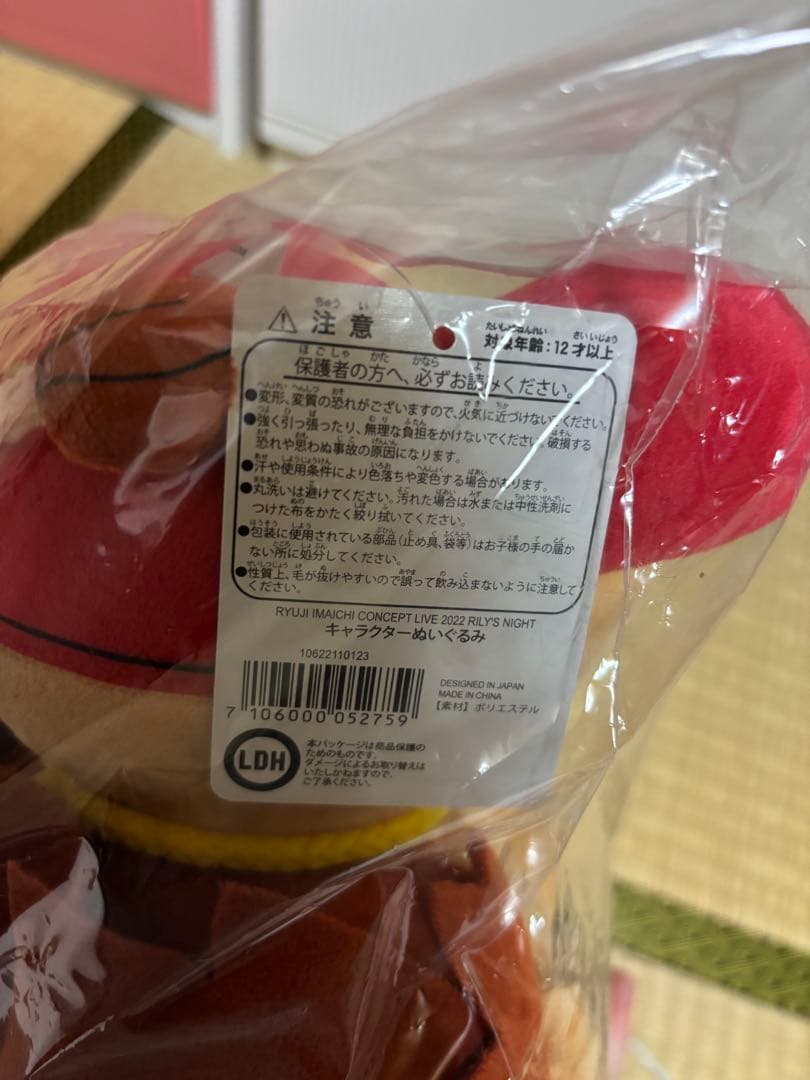 ⚠注意 対象年齢:12才以上
保護者の方へ、必ずお読みください。
●変形、変質の恐れがございますので、火気に近づけないでください。
●強く引っ張ったり、無理な負担をかけないでください。破損する
恐れや思わぬ事故の原因になります。
●汗や使用条件により色落ちや変色する場合があります。
●丸洗いは避けてください。汚れた場合は水または中性洗剤に
つけた布をかたく絞り拭いてください。
●包装に使用されている部品(止め具、袋等)はお子様の手の届か
ない所に処分してください。
●性質上、毛が抜けやすいので誤って飲み込まないように注意して
ください。
RYUJI IMAICHI CONCEPT LIVE 2022 RILY'S NIGHT
キャラクターぬいぐるみ
10622110123
7 106000 052759
DESIGNED IN JAPAN
MADE IN CHINA
【素材】ポリエステル
LDH
本パッケージは商品保護の
ためのものです。
ダメージによるお取り替えは
いたしかねますので、
ご了承ください。